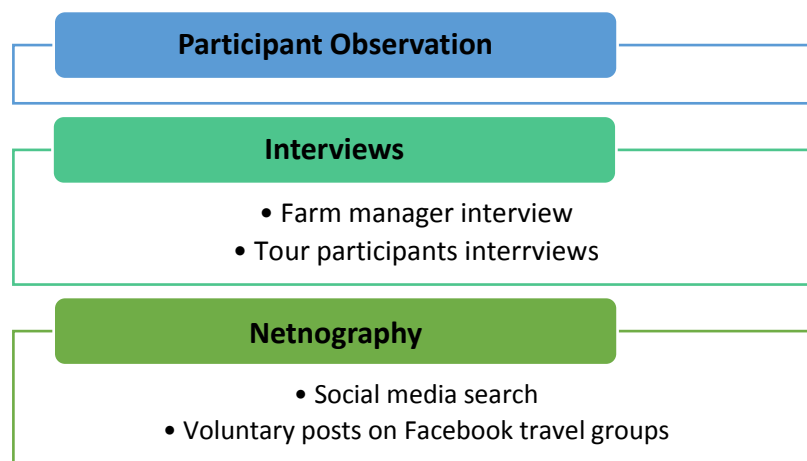 Participant Observation
Interviews
• Farm manager interview
• Tour participants interrviews
Netnography
• Social media search
• Voluntary posts on Facebook travel groups